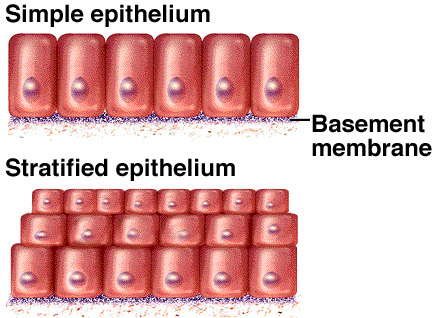 Simple epithelium
Basement
membrane
Stratified epithelium